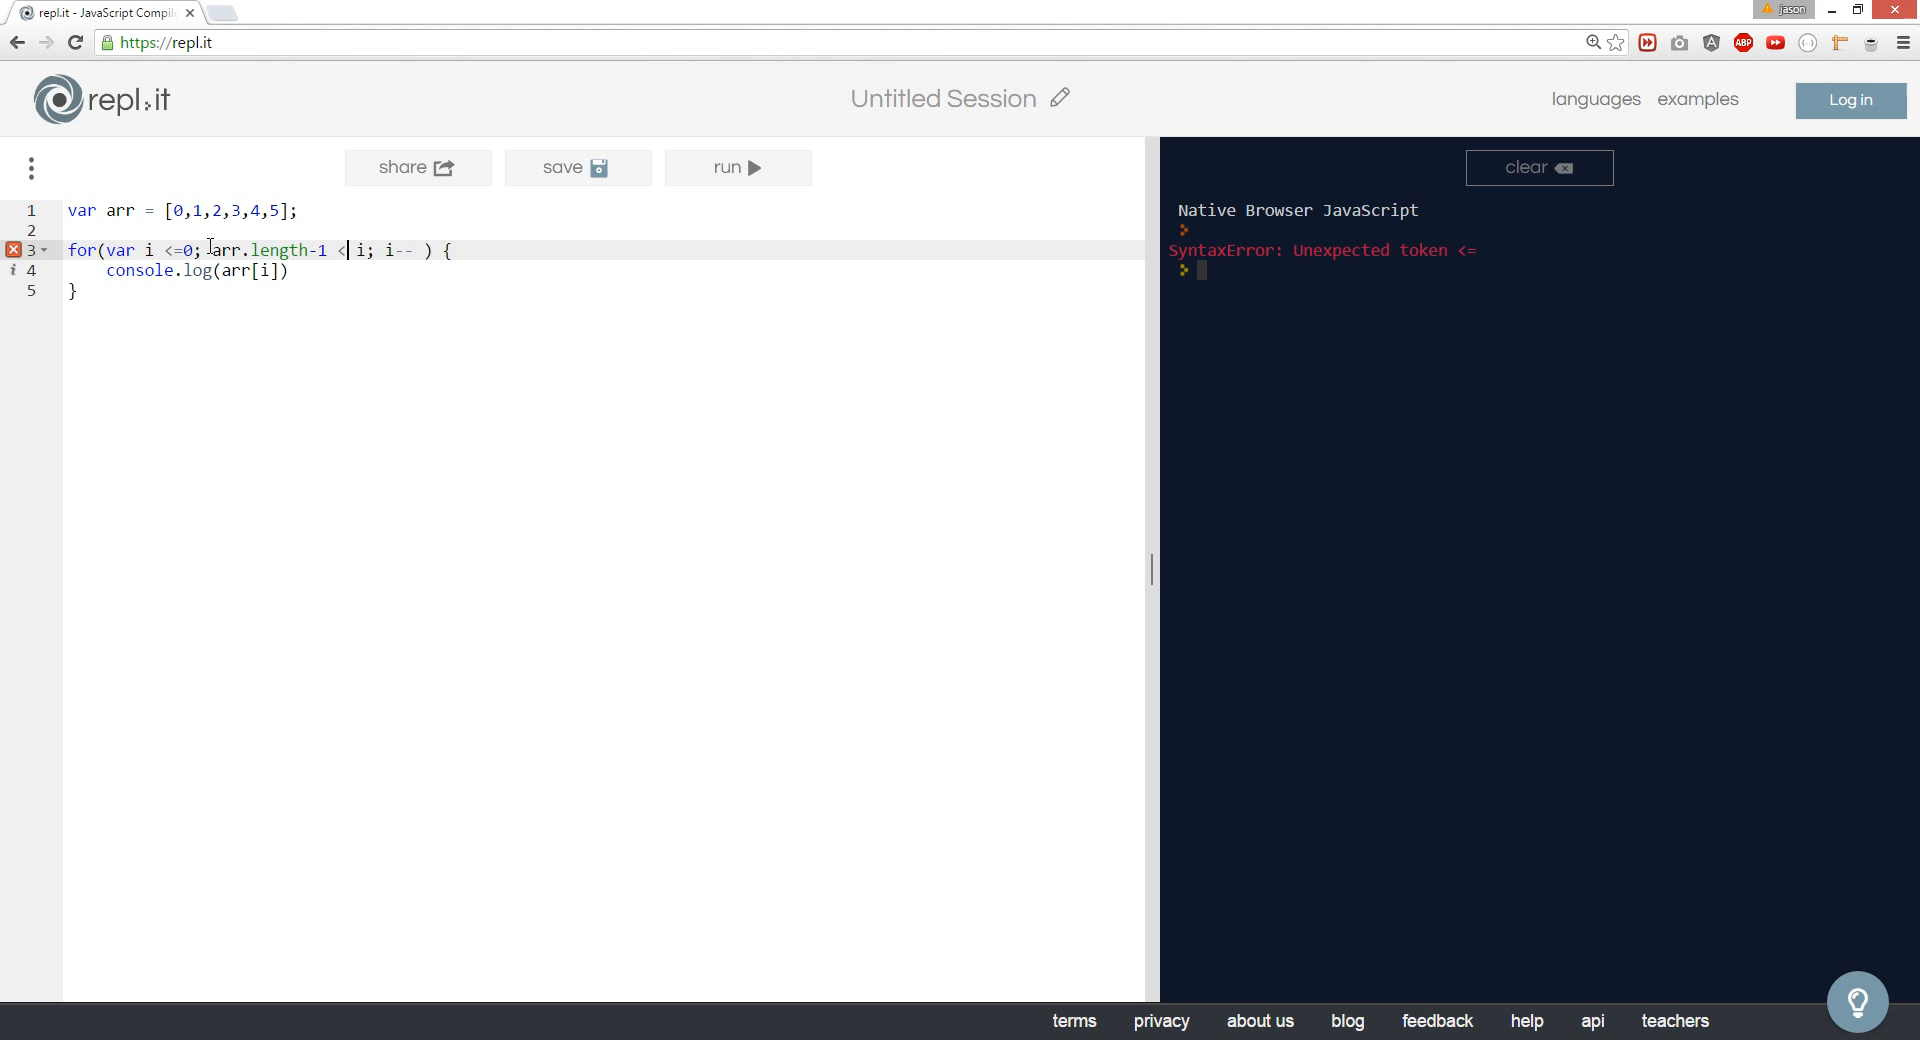 repl.it - JavaScript Compil
jason
https://repl.it
ABP
repl.it
Untitled Session
languages examples
Log in
share
save
run
clear
1 var arr = [0,1,2,3,4,5];
2
3 for(var i <=0; arr.length-1 < i; i-- ) {
4 console.log(arr[i])
5 }
Native Browser JavaScript
SyntaxError: Unexpected token <=
terms privacy about us blog feedback help api teachers